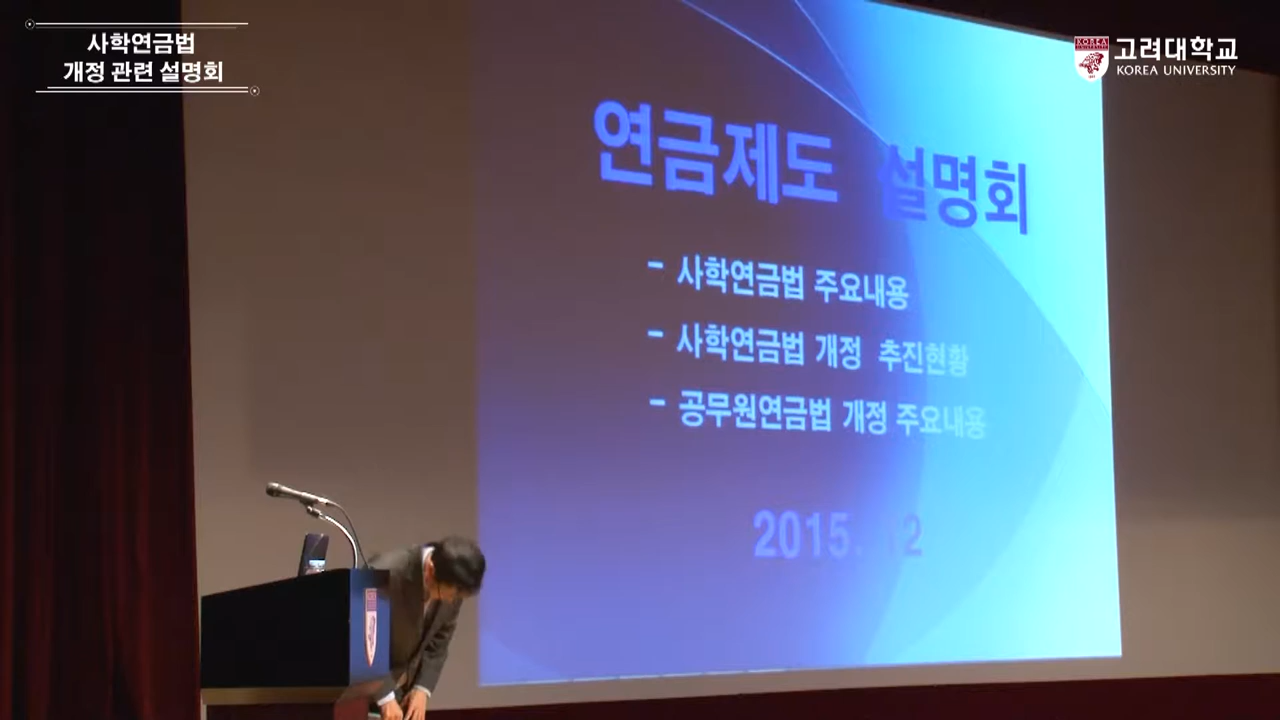 사학연금법
개정 관련 설명회
KOREA
고려대학교
KOREA UNIVERSITY
연금제도 설명회
- 사학연금법 주요내용
- 사학연금법 개정 추진현황
- 공무원연금법 개정 주요내용
2015. 12